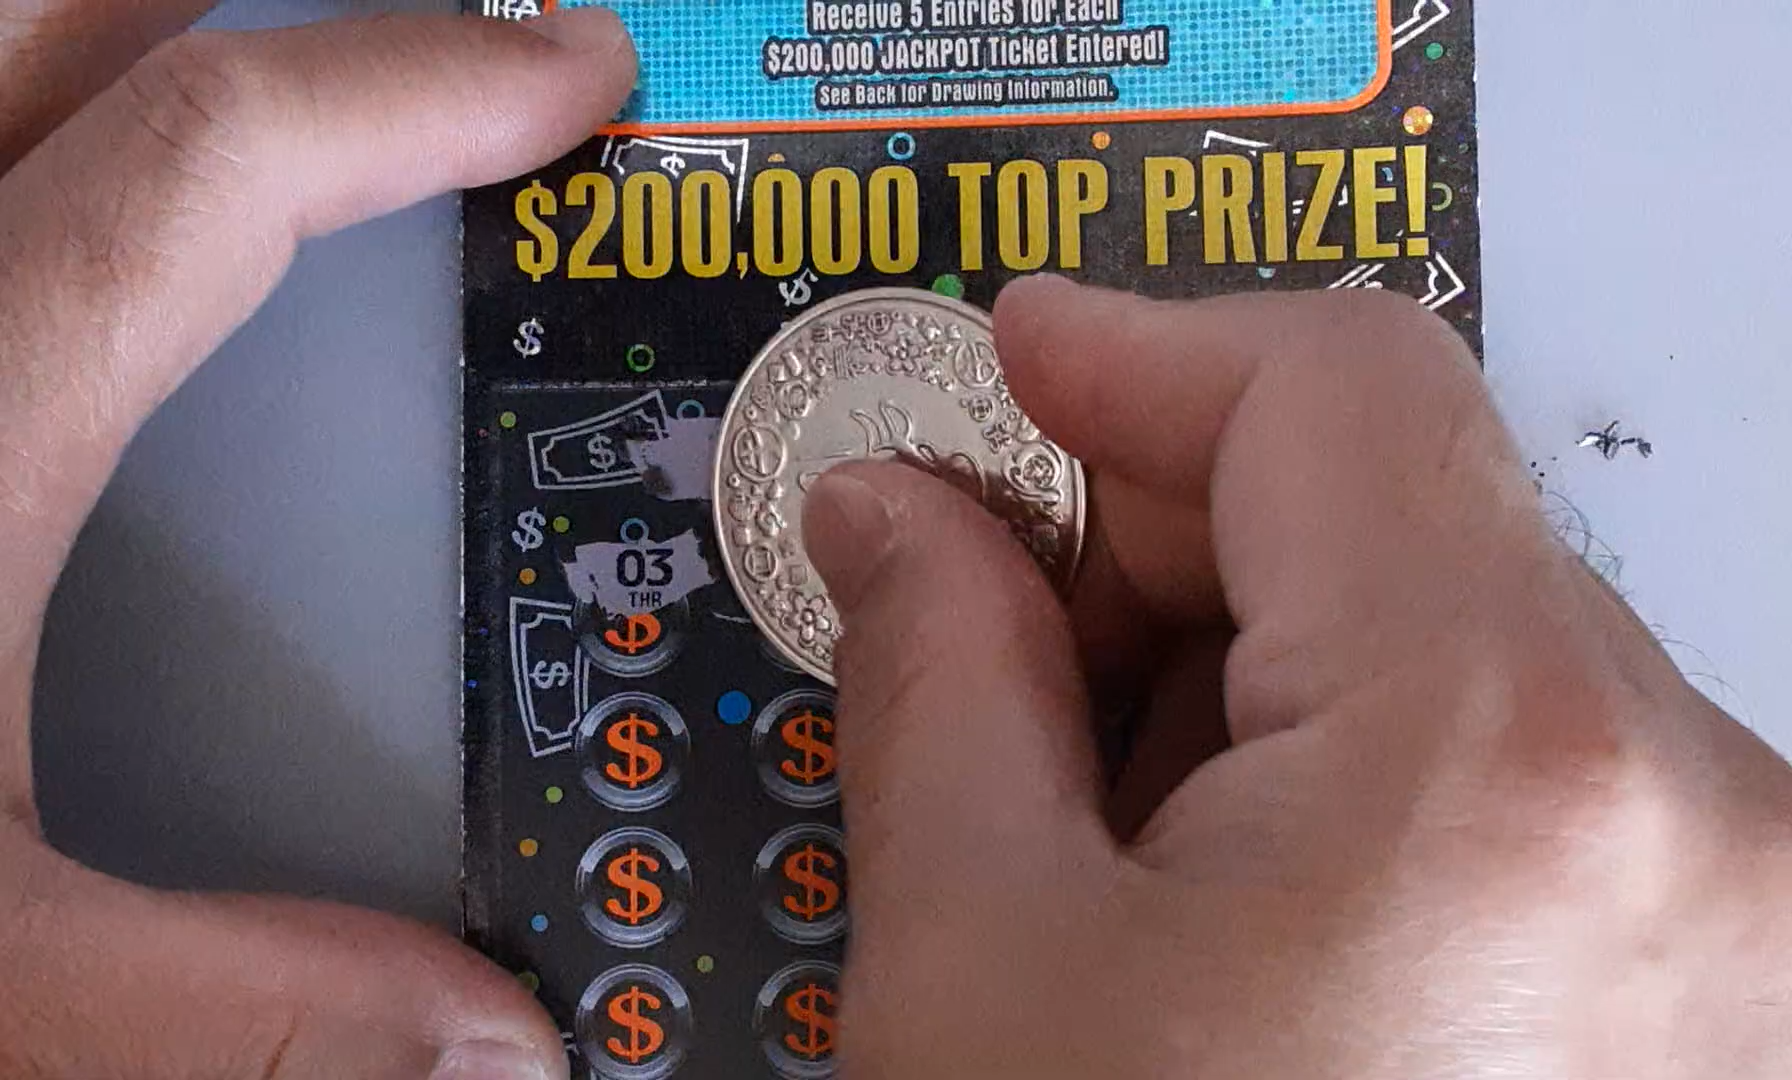 Receive 5 Entries for Each
$200,000 JACKPOT Ticket Entered!
See Back for Drawing Information.
$200,000 TOP PRIZE!
$
$
$
$
03
THR
$
$
$
$
$
$
$
$
$